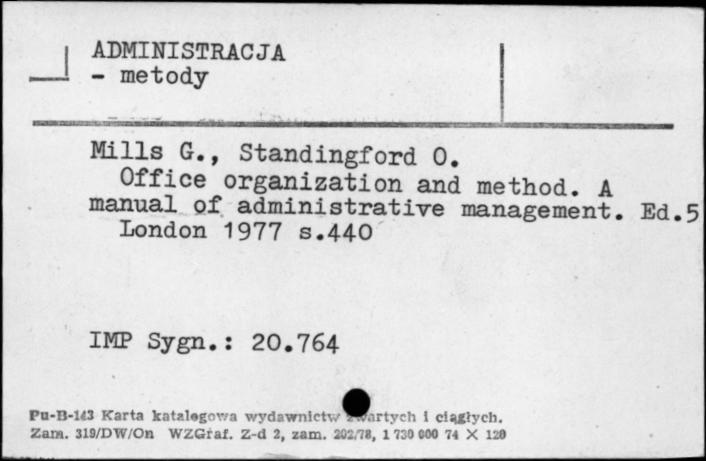 ADMINISTRACJA
- metody
Mills G., Standingford O.
Office organization and method. A
manual of administrative management. Ed.5
London 1977 s.440
IMP Sygn.: 20.764
Pu-B-143 Karta katalogowa wydawnictw zwartych i ciągłych.
Zam. 319/DW/On WZGraf. Z-d 2, zam. 202/78, 1 730 000 74 × 120